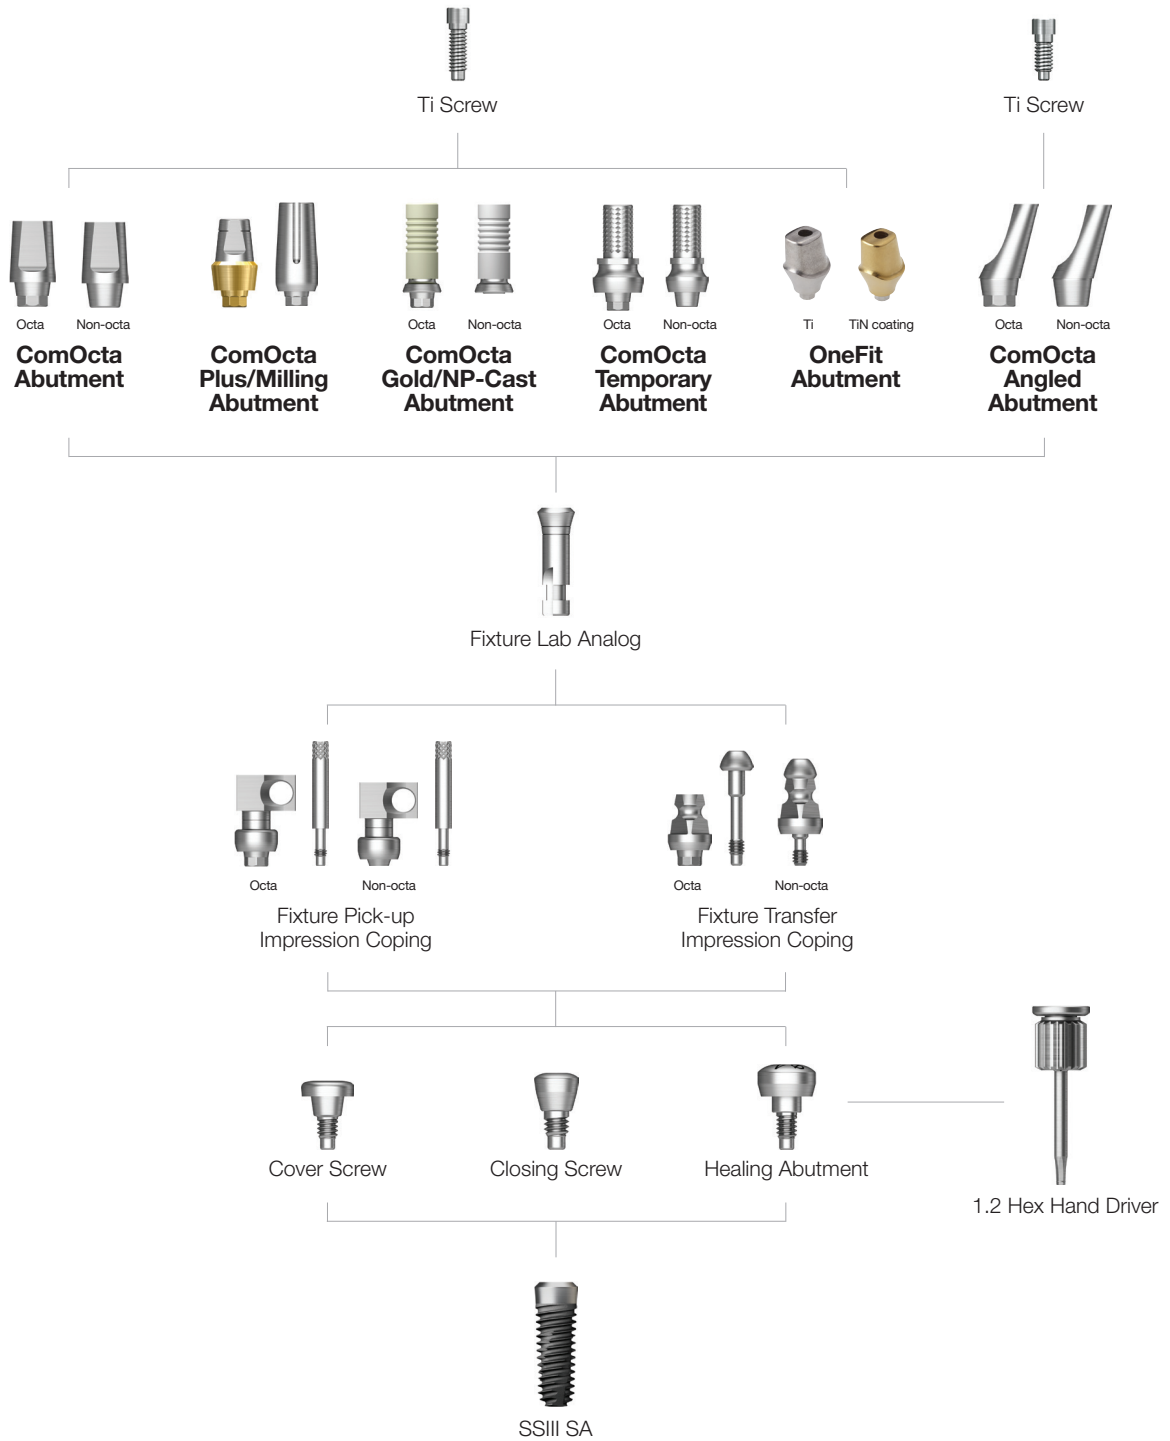 Ti Screw
Ti Screw
Octa
Non-octa
ComOcta
Abutment
ComOcta
Plus/Milling
Abutment
Octa
Non-octa
ComOcta
Gold/NP-Cast
Abutment
Octa
Non-octa
ComOcta
Temporary
Abutment
Ti
TiN coating
OneFit
Abutment
Octa
Non-octa
ComOcta
Angled
Abutment
Fixture Lab Analog
Octa
Non-octa
Fixture Pick-up
Impression Coping
Octa
Non-octa
Fixture Transfer
Impression Coping
Cover Screw
Closing Screw
Healing Abutment
1.2 Hex Hand Driver
SSIII SA